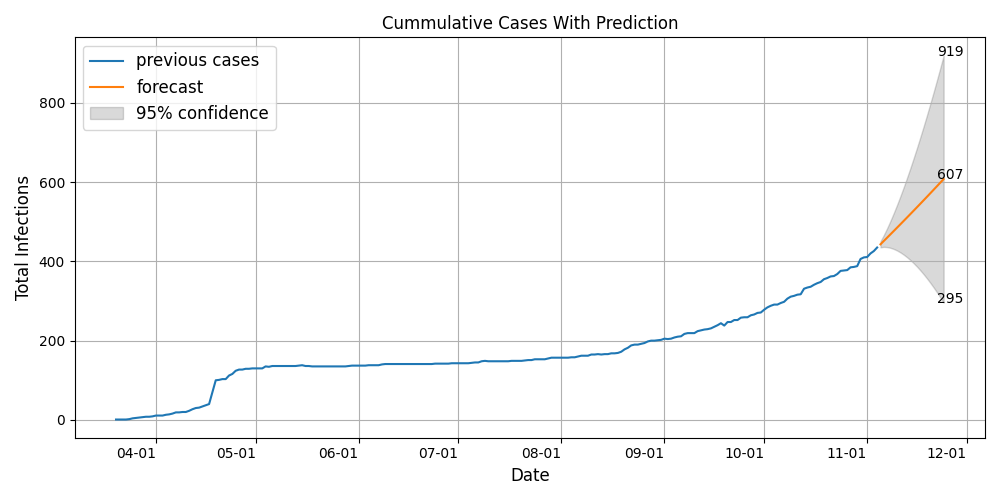 Cummulative Cases With Prediction
previous cases
forecast
95% confidence
919
607
295
800
600
400
200
0
Total Infections
04-01 05-01 06-01 07-01 08-01 09-01 10-01 11-01 12-01
Date